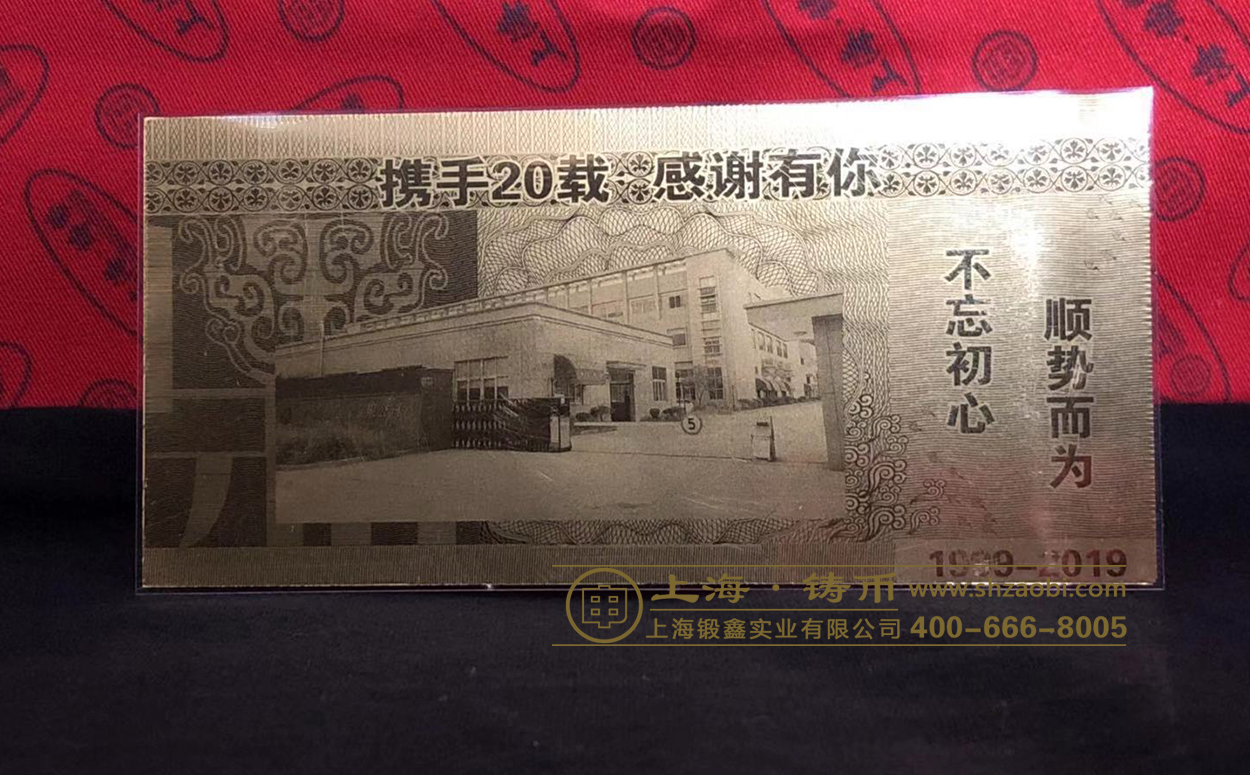 携手20载 感谢有你
不忘初心
顺势而为
5
1999-2019
上海·铸币 www.shzaobi.com
上海锻鑫实业有限公司 400-666-8005